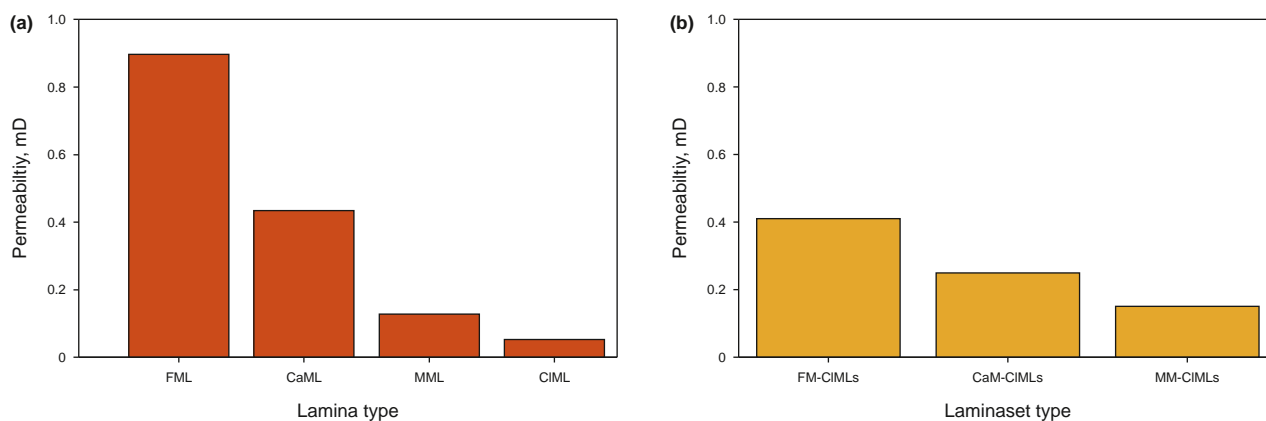 (a)
1.0
0.8
0.6
0.4
0.2
0
Permeabiltiy, mD
FML CaML MML ClML
Lamina type
(b)
1.0
0.8
0.6
0.4
0.2
0
Permeabiltiy, mD
FM-ClMLs CaM-ClMLs MM-ClMLs
Laminaset type